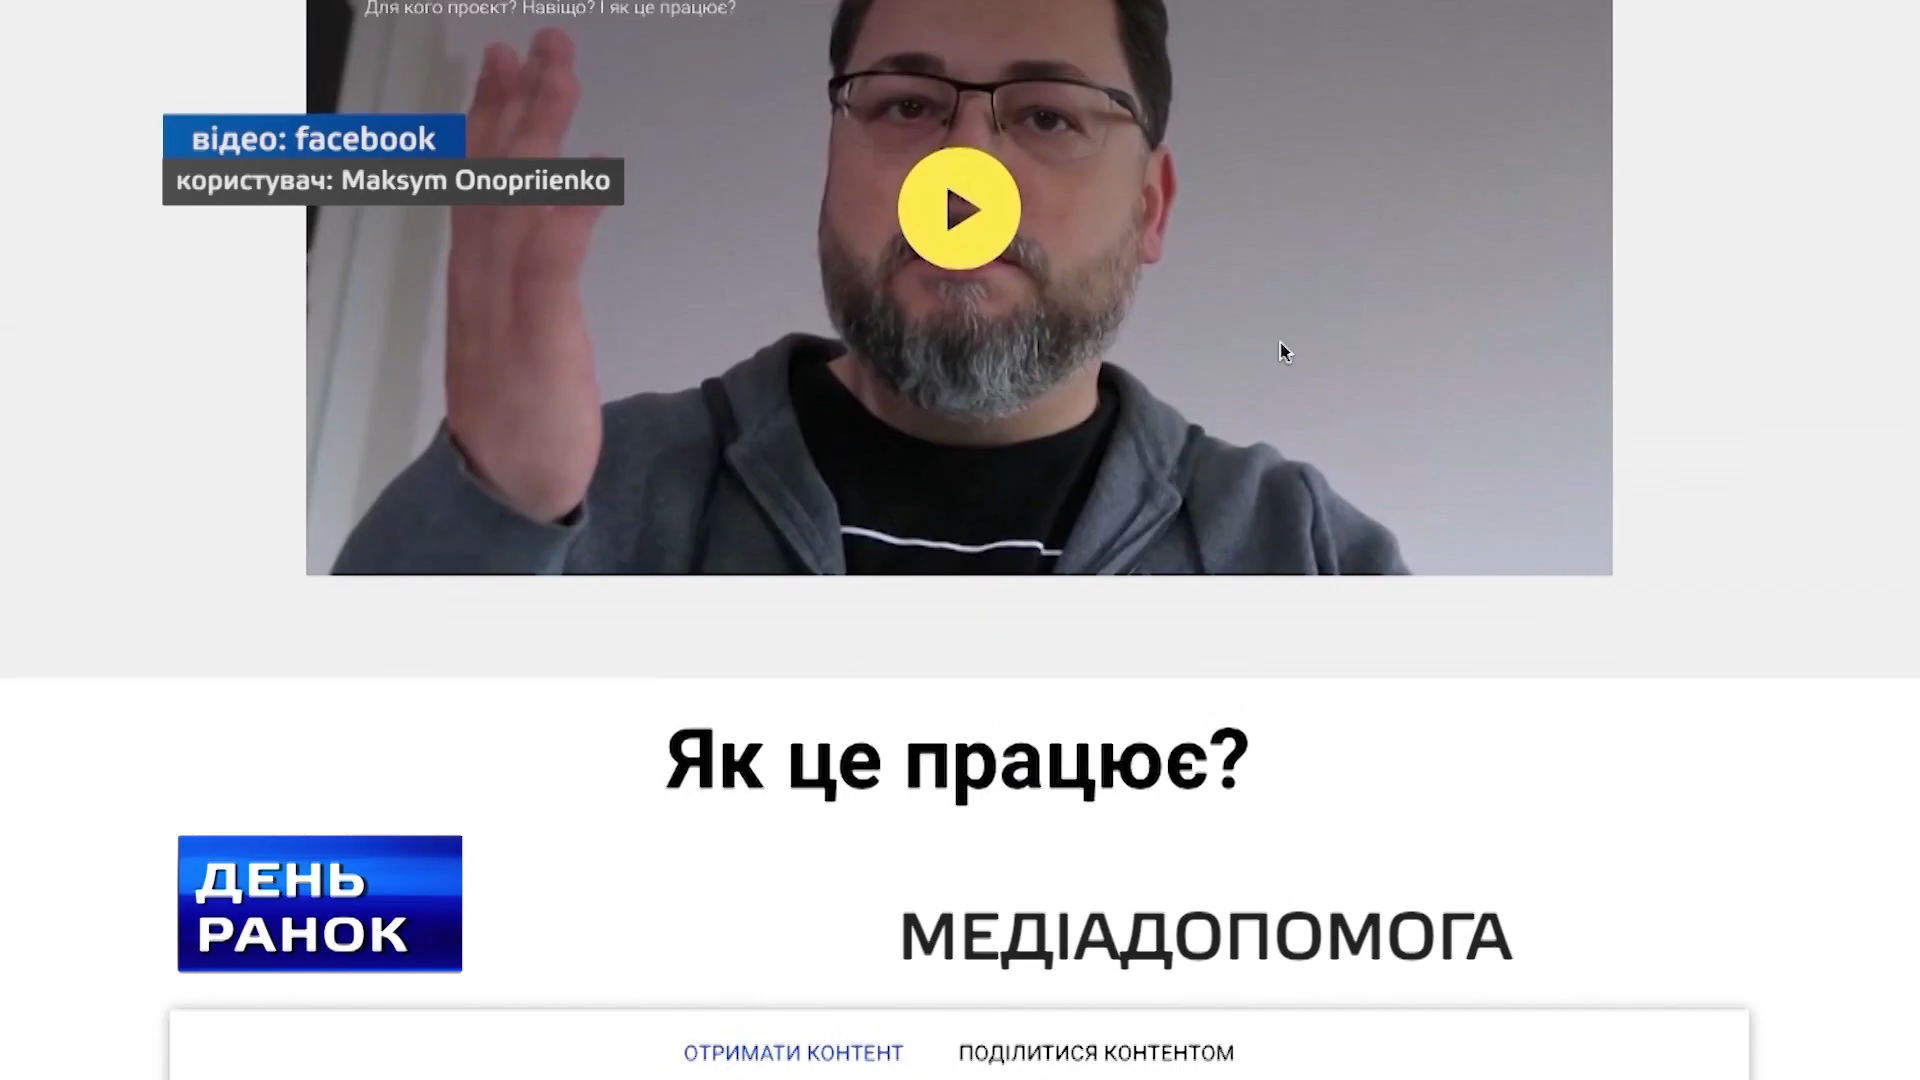 Для кого проєкт? Навіщо? І як це працює?
відео: facebook
користувач: Maksym Onopriienko
Як це працює?
ДЕНЬ
РАНОК
МЕДІАДОПОМОГА
ОТРИМАТИ КОНТЕНТ
ПОДІЛИТИСЯ КОНТЕНТОМ